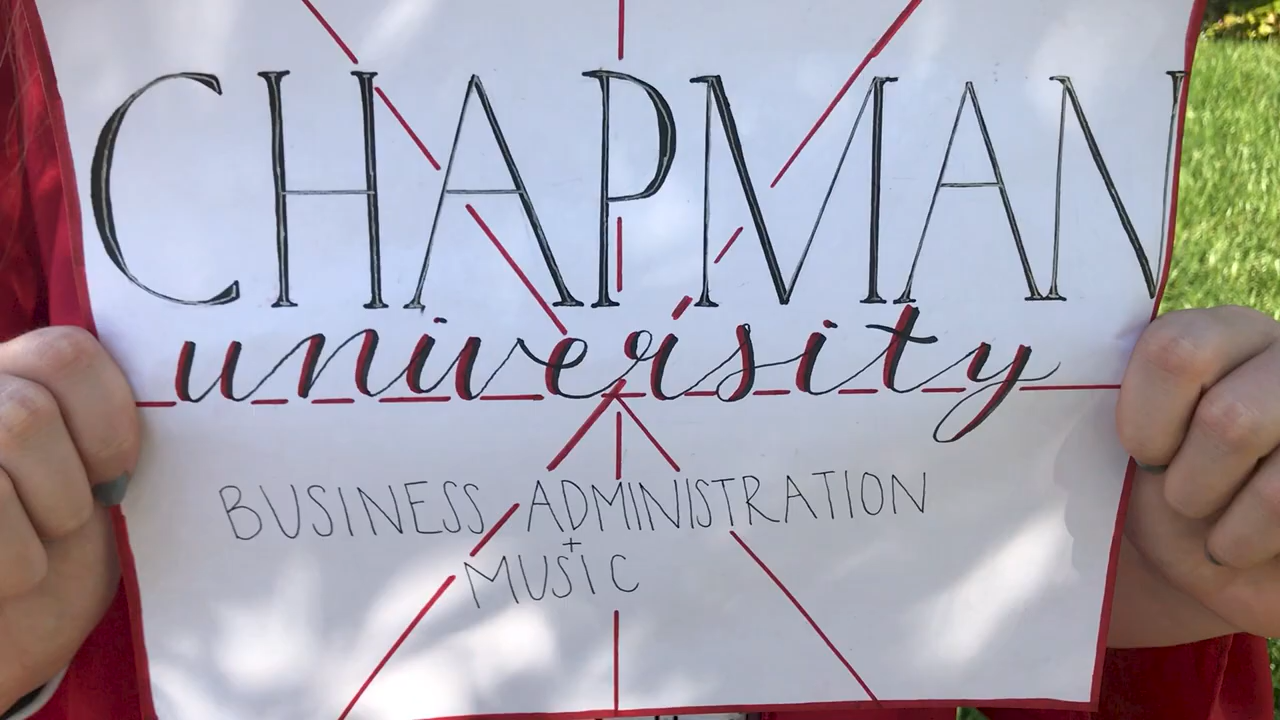 CHAPMAN
university
BUSINESS ADMINISTRATION
+
MUSIC